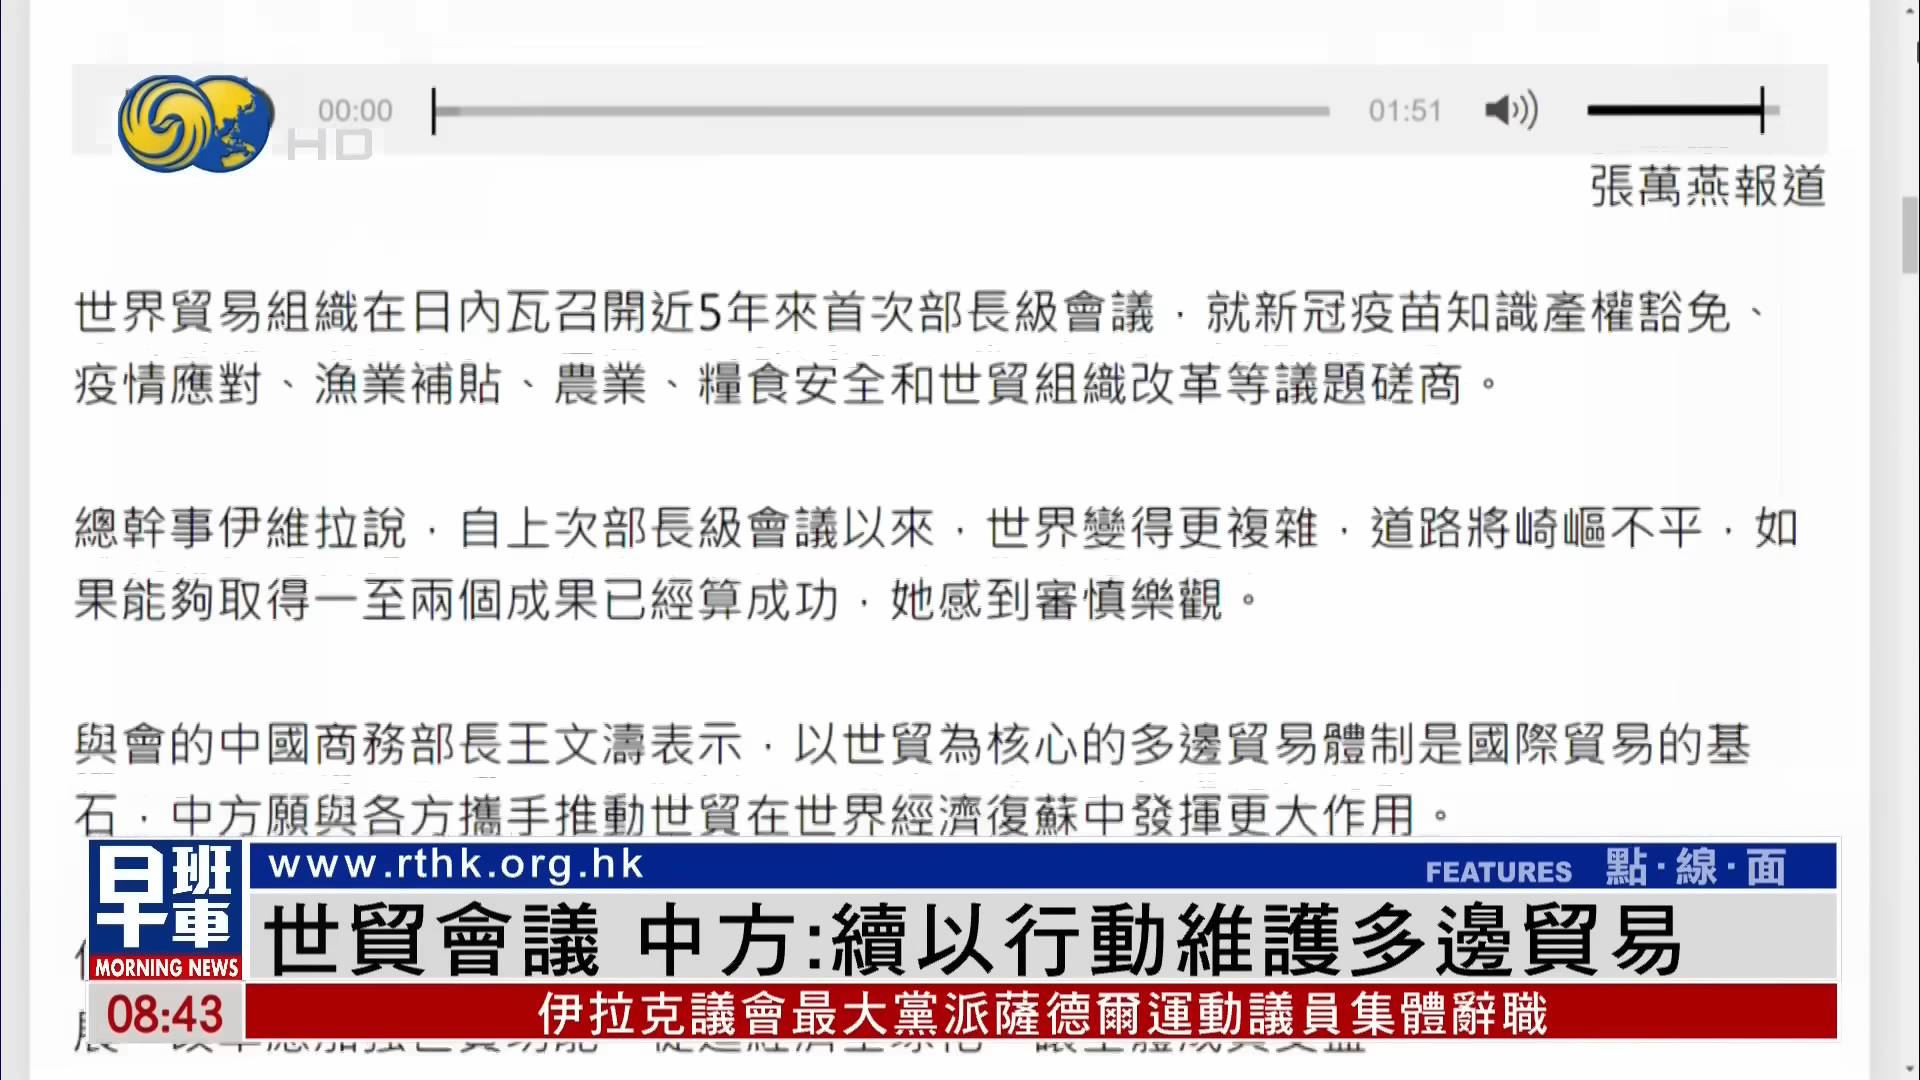 00:00
01:51
HD
張萬燕報道
世界貿易組織在日內瓦召開近5年來首次部長級會議，就新冠疫苗知識產權豁免、
疫情應對、漁業補貼、農業、糧食安全和世貿組織改革等議題磋商。
總幹事伊維拉說，自上次部長級會議以來，世界變得更複雜，道路將崎嶇不平，如
果能夠取得一至兩個成果已經算成功，她感到審慎樂觀。
與會的中國商務部長王文濤表示，以世貿為核心的多邊貿易體制是國際貿易的基
石，中方願與各方攜手推動世貿在世界經濟復蘇中發揮更大作用。
早班車
MORNING NEWS
www.rthk.org.hk
FEATURES 點·線·面
世貿會議 中方:續以行動維護多邊貿易
08:43
伊拉克議會最大黨派薩德爾運動議員集體辭職